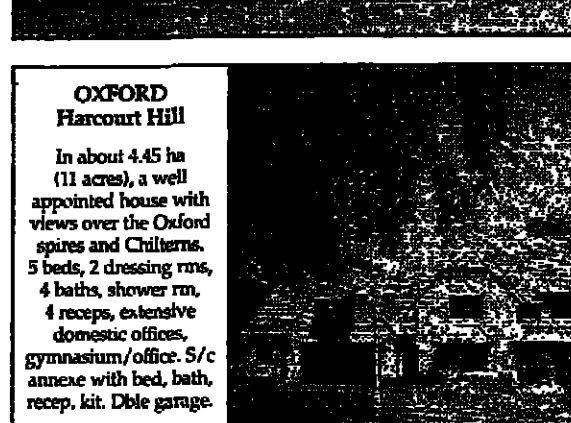 OXFORD
Harcourt Hill
In about 4.45 ha
(11 acres), a well
appointed house with
views over the Oxford
spires and Chilterns.
5 beds, 2 dressing rms,
4 baths, shower rm,
4 receps, extensive
domestic offices,
gymnasium/office. S/c
annexe with bed, bath,
recep, kit. Dble garage.